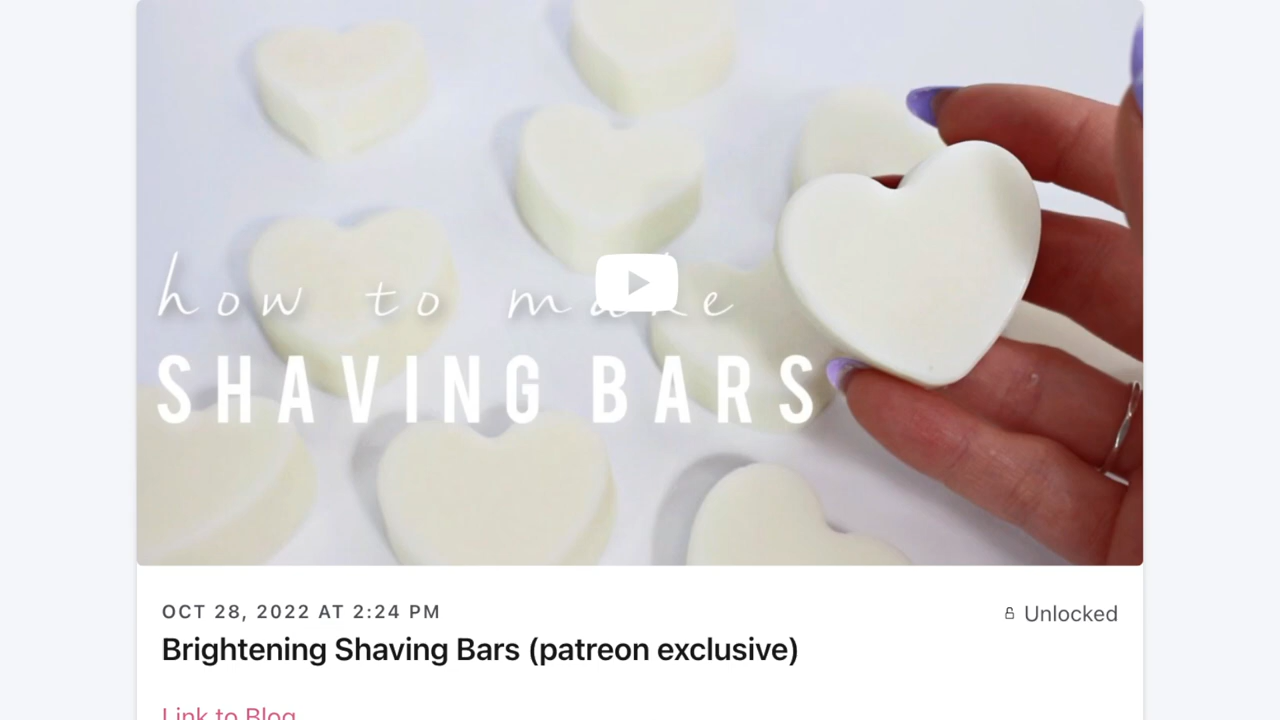 how to make
SHAVING BARS
OCT 28, 2022 AT 2:24 PM
Unlocked
Brightening Shaving Bars (patreon exclusive)
Link to Blog